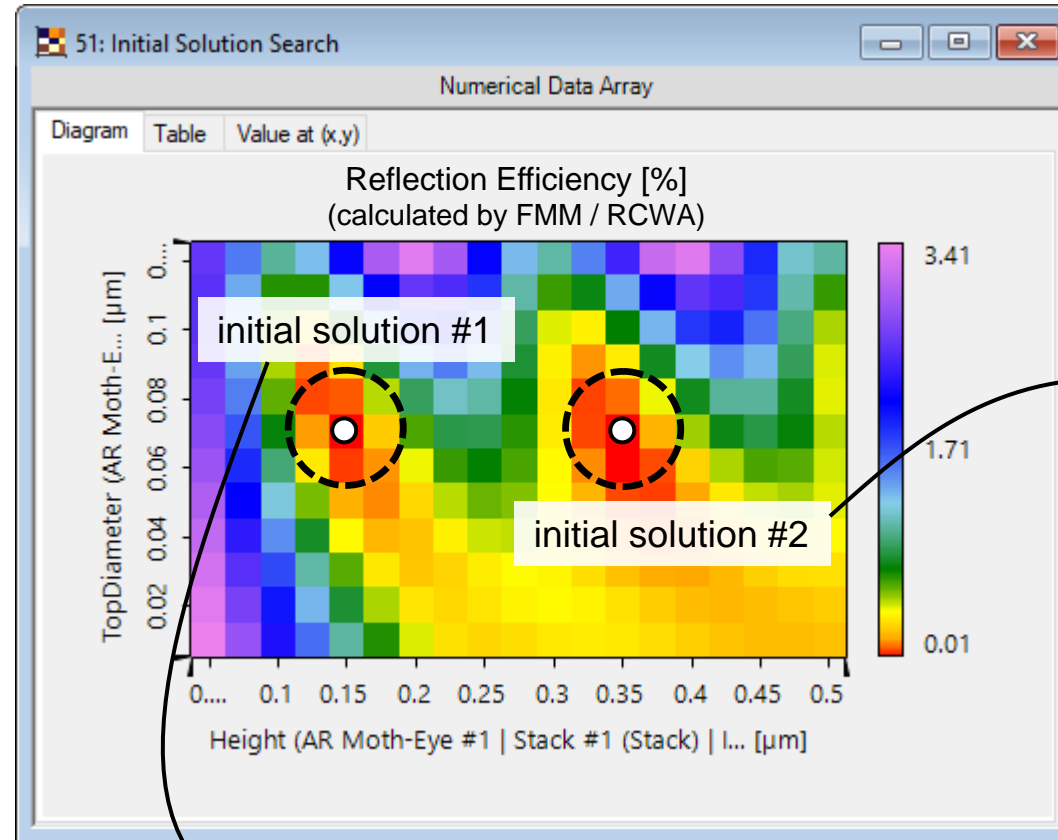 51: Initial Solution Search
Numerical Data Array
Diagram Table Value at (x,y)
Reflection Efficiency [%]
(calculated by FMM / RCWA)
TopDiameter (AR Moth-E... [µm]
0....
0.1
0.08
0.06
0.04
0.02
initial solution #1
initial solution #2
3.41
1.71
0.01
0.... 0.1 0.15 0.2 0.25 0.3 0.35 0.4 0.45 0.5
Height (AR Moth-Eye #1 | Stack #1 (Stack) | I... [µm]